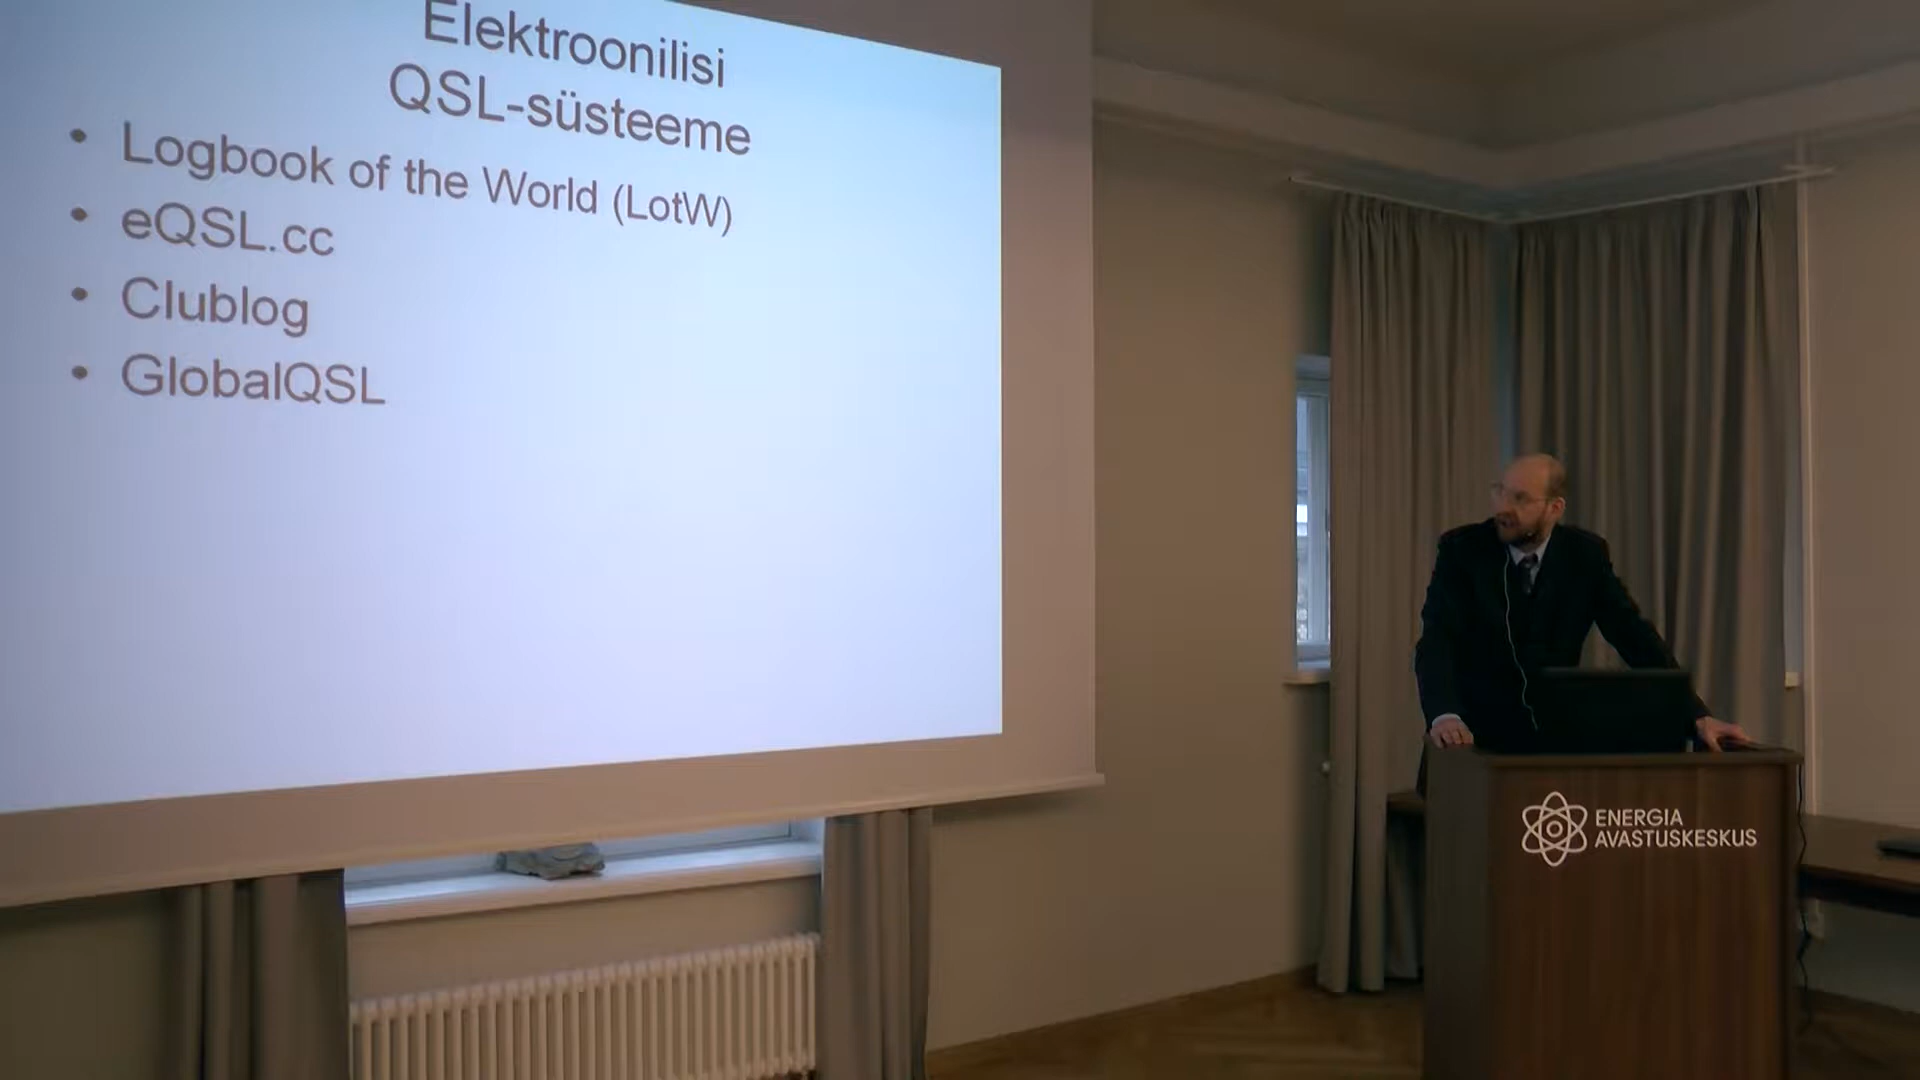 Elektroonilisi
QSL-süsteeme
• Logbook of the World (LotW)
• eQSL.cc
• Clublog
• GlobalQSL
ENERGIA
AVASTUSKESKUS